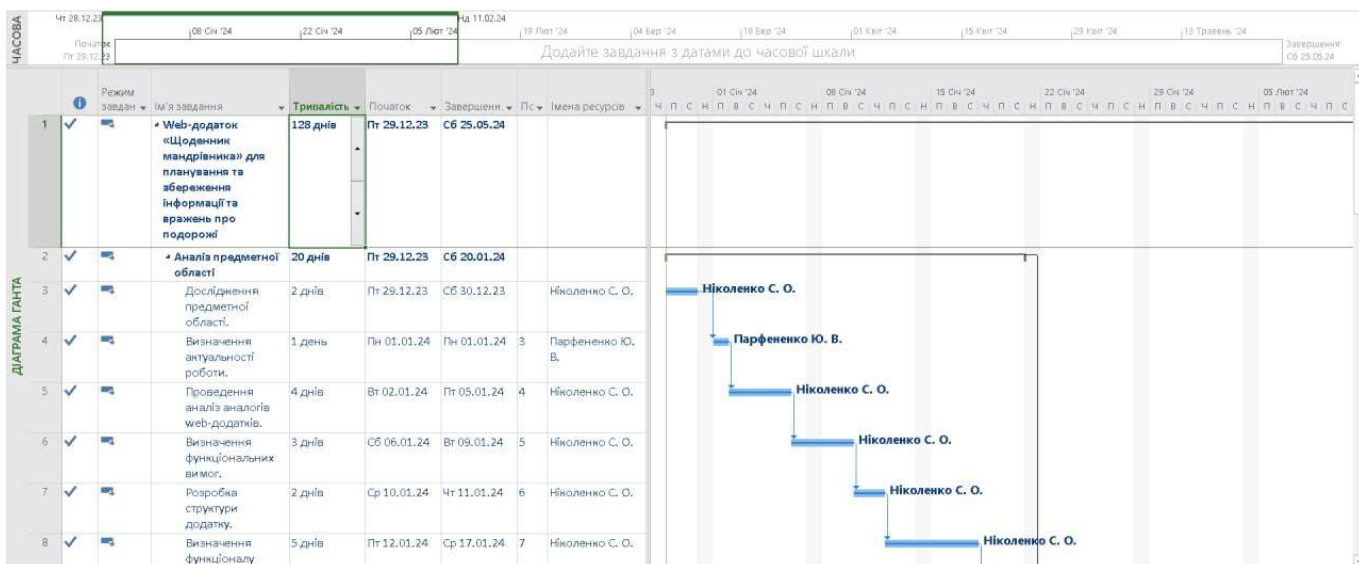 Чт 28.12.23
Нд 11.02.24
08 Січ '24
22 Січ '24
05 Лют '24
19 Лют '24
04 Бер '24
18 Бер '24
01 Квіт '24
15 Квіт '24
29 Квіт '24
13 Травень '24
ЧАСОВА
Початок
Пт 29.12.23
Додайте завдання з датами до часової шкали
Завершення
Сб 25.05.24
ДІАГРАМА ГАНТА
Режим завдан
Ім'я завдання
Тривалість
Початок
Завершенн
Пс
Імена ресурсів
3
01 Січ '24
08 Січ '24
15 Січ '24
22 Січ '24
29 Січ '24
05 Лют '24
Ч П С Н П В С Ч П С Н П В С Ч П С Н П В С Ч П С Н П В С Ч П С Н П В С Ч П С Н П В С Ч П С
1 Web-додаток 128 днів Пт 29.12.23 Сб 25.05.24
«Щоденник
мандрівника» для
планування та
збереження
інформації та
вражень про
подорожі
2 Аналіз предметної 20 днів Пт 29.12.23 Сб 20.01.24
області
3 Дослідження 2 днів Пт 29.12.23 Сб 30.12.23 Ніколенко С. О. Ніколенко С. О.
предметної
області.
4 Визначення 1 день Пн 01.01.24 Пн 01.01.24 3 Парфененко Ю. Парфененко Ю. В.
актуальності В.
роботи.
5 Проведення 4 днів Вт 02.01.24 Пт 05.01.24 4 Ніколенко С. О. Ніколенко С. О.
аналіз аналогів
web-додатків.
6 Визначення 3 днів Сб 06.01.24 Вт 09.01.24 5 Ніколенко С. О. Ніколенко С. О.
функціональних
вимог.
7 Розробка 2 днів Ср 10.01.24 Чт 11.01.24 6 Ніколенко С. О. Ніколенко С. О.
структури
додатку.
8 Визначення 5 днів Пт 12.01.24 Ср 17.01.24 7 Ніколенко С. О. Ніколенко С. О.
функціоналу